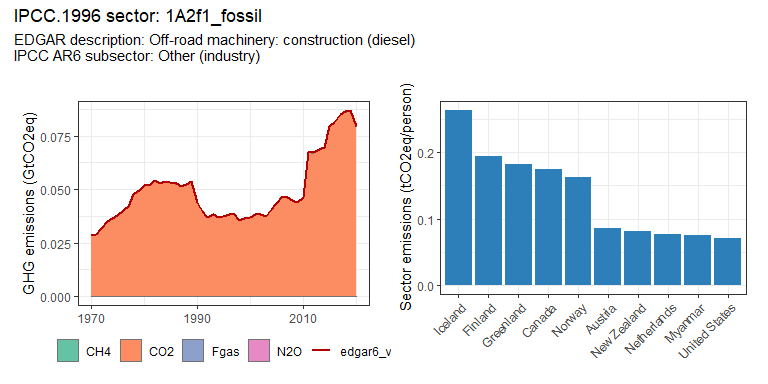 IPCC.1996 sector: 1A2f1_fossil
EDGAR description: Off-road machinery: construction (diesel)
IPCC AR6 subsector: Other (industry)
GHG emissions (GtCO2eq)
0.075
0.050
0.025
0.000
1970 1990 2010
CH4 CO2 Fgas N2O edgar6_v
Sector emissions (tCO2eq/person)
0.2
0.1
0.0
Iceland Finland Greenland Canada Norway Austria New Zealand Netherlands Myanmar United States